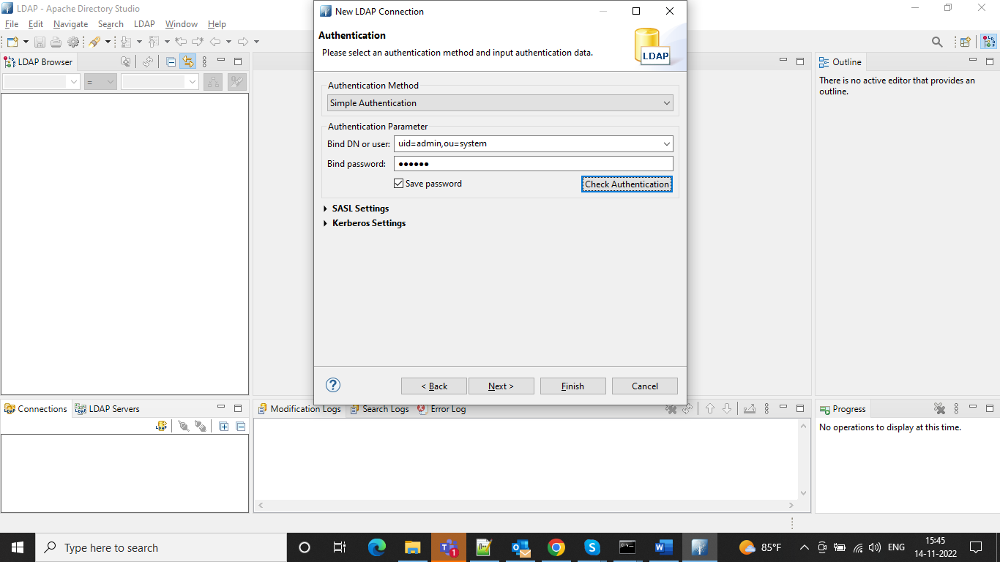 LDAP - Apache Directory Studio
File Edit Navigate Search LDAP Window Help
LDAP Browser
=
New LDAP Connection
Authentication
Please select an authentication method and input authentication data.
LDAP
Authentication Method
Simple Authentication
Authentication Parameter
Bind DN or user: uid=admin,ou=system
Bind password: ●●●●●●
Save password
Check Authentication
SASL Settings
Kerberos Settings
?
< Back
Next >
Finish
Cancel
Outline
There is no active editor that provides an
outline.
Connections
LDAP Servers
LDAP
Modification Logs
Search Logs
Error Log
Progress
No operations to display at this time.
Type here to search
1
85°F
ENG
15:45
14-11-2022